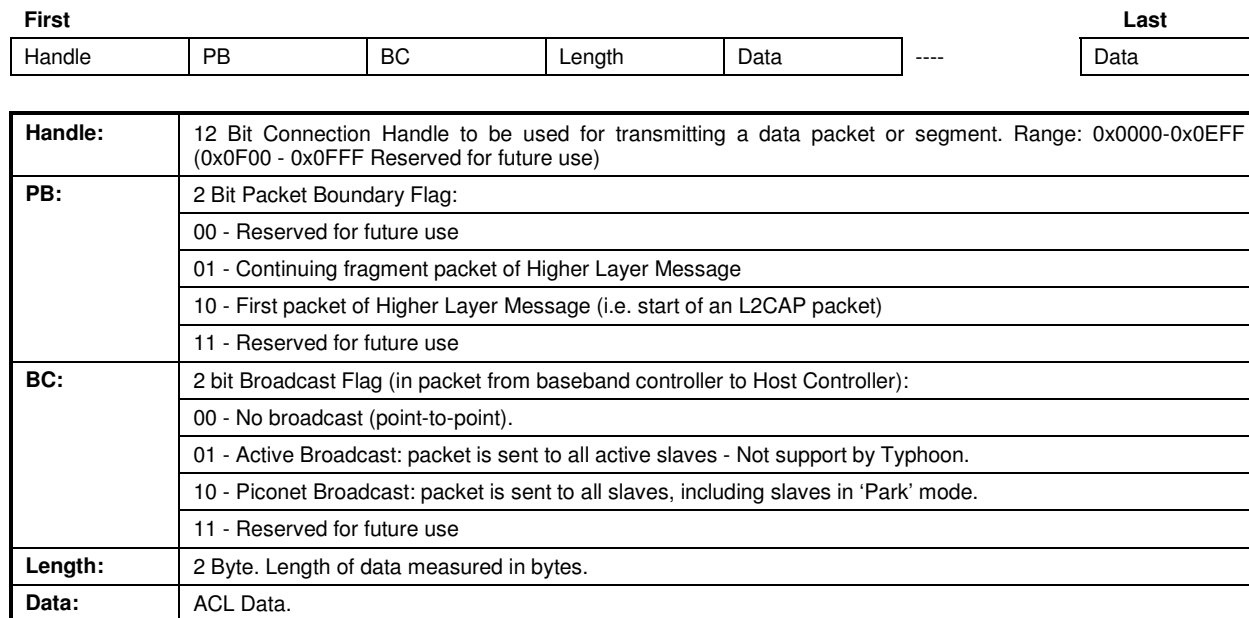 First Last
Handle PB BC Length Data ---- Data
Handle: 12 Bit Connection Handle to be used for transmitting a data packet or segment. Range: 0x0000-0x0EFF
(0x0F00 - 0x0FFF Reserved for future use)
PB: 2 Bit Packet Boundary Flag:
00 - Reserved for future use
01 - Continuing fragment packet of Higher Layer Message
10 - First packet of Higher Layer Message (i.e. start of an L2CAP packet)
11 - Reserved for future use
BC: 2 bit Broadcast Flag (in packet from baseband controller to Host Controller):
00 - No broadcast (point-to-point).
01 - Active Broadcast: packet is sent to all active slaves - Not support by Typhoon.
10 - Piconet Broadcast: packet is sent to all slaves, including slaves in ‘Park’ mode.
11 - Reserved for future use
Length: 2 Byte. Length of data measured in bytes.
Data: ACL Data.